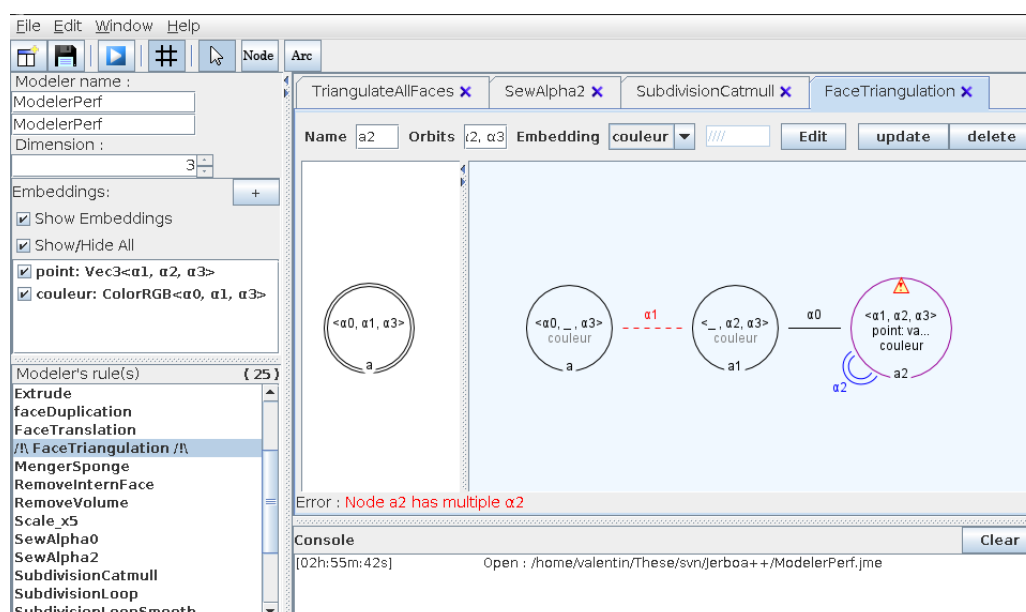 File Edit Window Help
Node Arc
Modeler name :
ModelerPerf
ModelerPerf
Dimension :
3
Embeddings: +
Show Embeddings
Show/Hide All
point: Vec3<α1, α2, α3>
couleur: ColorRGB<α0, α1, α3>
Modeler's rule(s) { 25 }
Extrude
faceDuplication
FaceTranslation
/!\ FaceTriangulation /!\
MengerSponge
RemoveInternFace
RemoveVolume
Scale_x5
SewAlpha0
SewAlpha2
SubdivisionCatmull
SubdivisionLoop
SubdivisionLoopSmooth
TriangulateAllFaces SewAlpha2 SubdivisionCatmull FaceTriangulation
Name a2 Orbits α2, α3 Embedding couleur //// Edit update delete
<α0, α1, α3>
a
<α0, _ , α3>
couleur
a
α1
<_ , α2, α3>
couleur
a1
α0
<α1, α2, α3>
point: va...
couleur
a2
α2
Error : Node a2 has multiple α2
Console Clear
[02h:55m:42s] Open : /home/valentin/These/svn/Jerboa++/ModelerPerf.jme